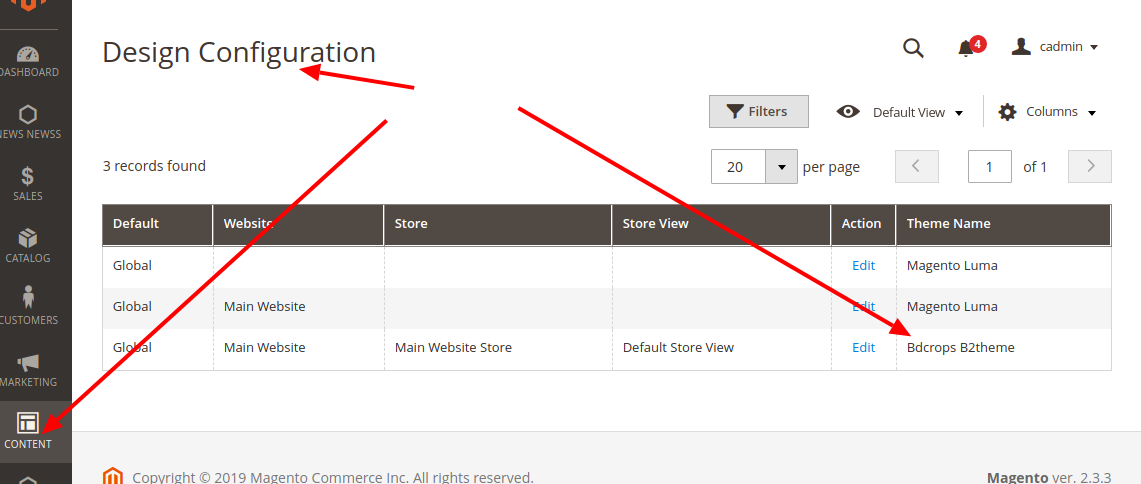 Design Configuration
4
cadmin
DASHBOARD
NEWS NEWSS
SALES
CATALOG
CUSTOMERS
MARKETING
CONTENT
Filters
Default View
Columns
3 records found
20 per page
1 of 1
Default Website Store Store View Action Theme Name
Global Edit Magento Luma
Global Main Website Edit Magento Luma
Global Main Website Main Website Store Default Store View Edit Bdcrops B2theme
Copyright © 2019 Magento Commerce Inc. All rights reserved.
Magento ver. 2.3.3